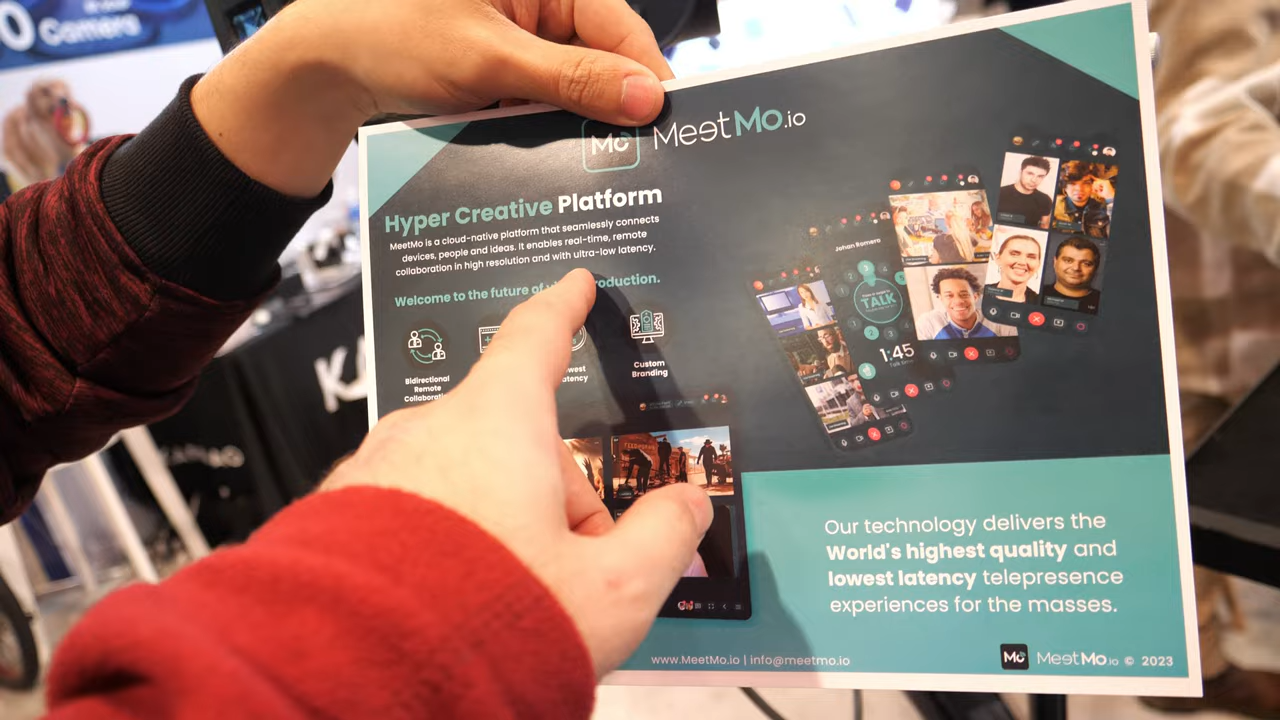 Camera
Mo
MeetMo.io
Hyper Creative Platform
MeetMo is a cloud-native platform that seamlessly connects
devices, people and ideas. It enables real-time, remote
collaboration in high resolution and with ultra-low latency.
Welcome to the future of
Bidirectional
Remote
Custom
Branding
Johan Romero
TALK
1:45
Our technology delivers the
World's highest quality and
lowest latency telepresence
experiences for the masses.
www.MeetMo.io | info@meetmo.io
Mo MeetMo.io © 2023